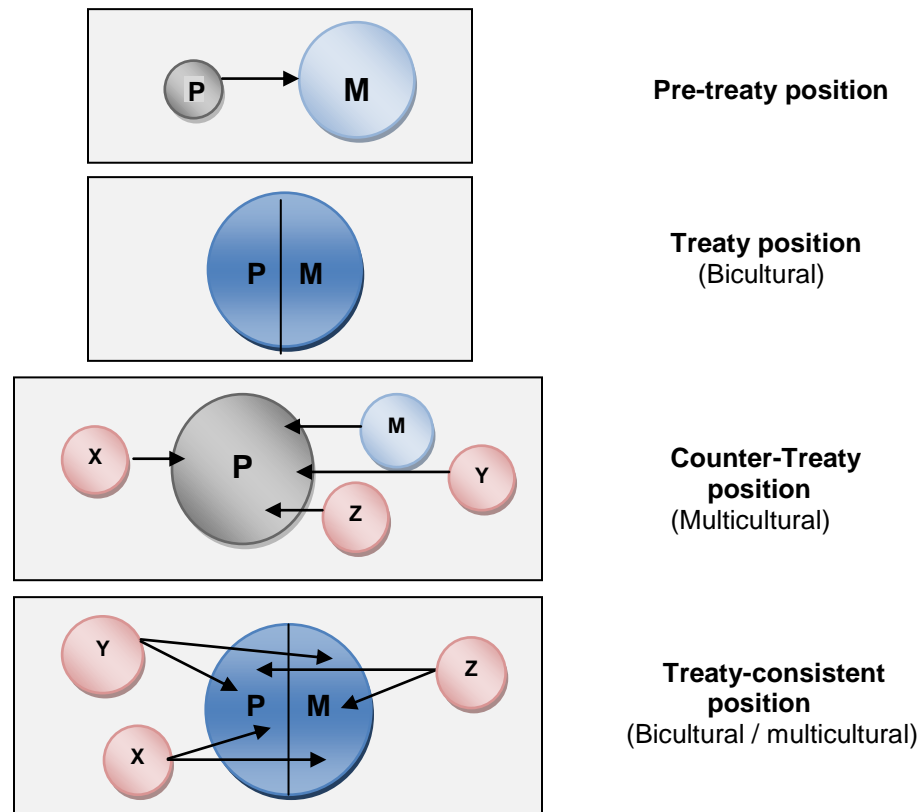 P
M
Pre-treaty position
P
M
Treaty position
(Bicultural)
X
P
M
Y
Z
Counter-Treaty
position
(Multicultural)
Y
P
M
Z
X
Treaty-consistent
position
(Bicultural / multicultural)